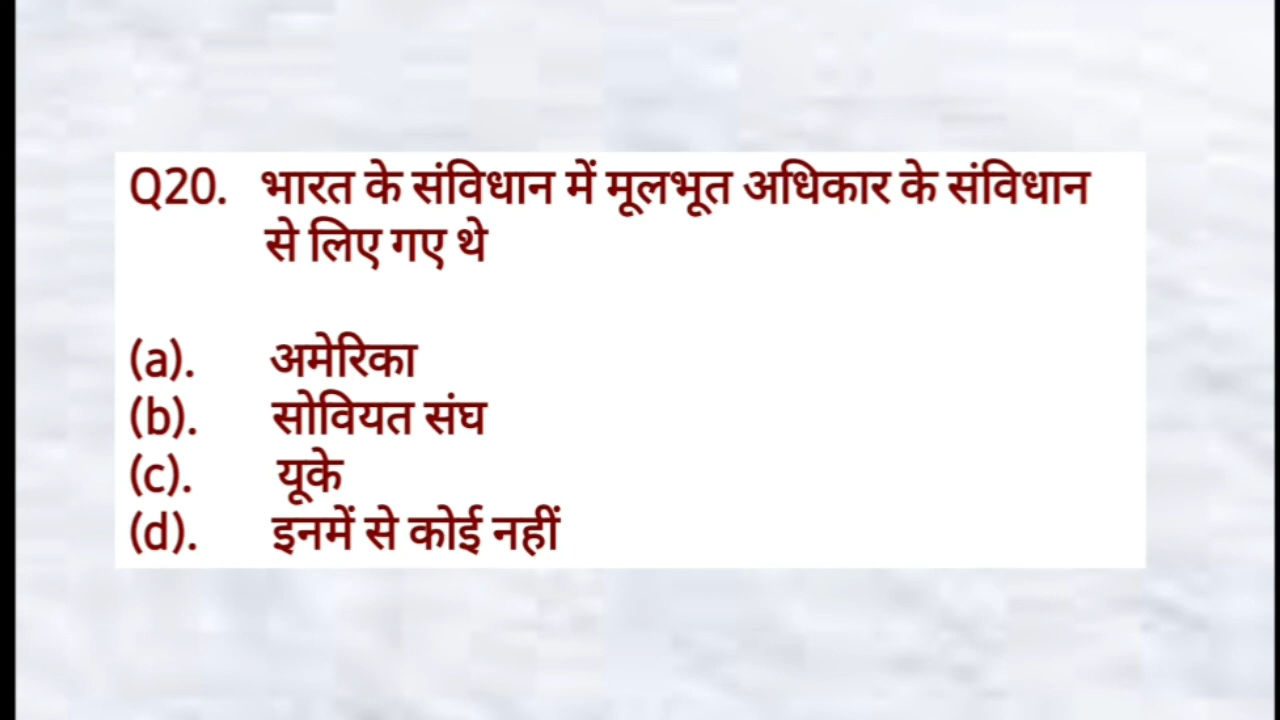 Q20. भारत के संविधान में मूलभूत अधिकार के संविधान
से लिए गए थे
(a). अमेरिका
(b). सोवियत संघ
(c). यूके
(d). इनमें से कोई नहीं